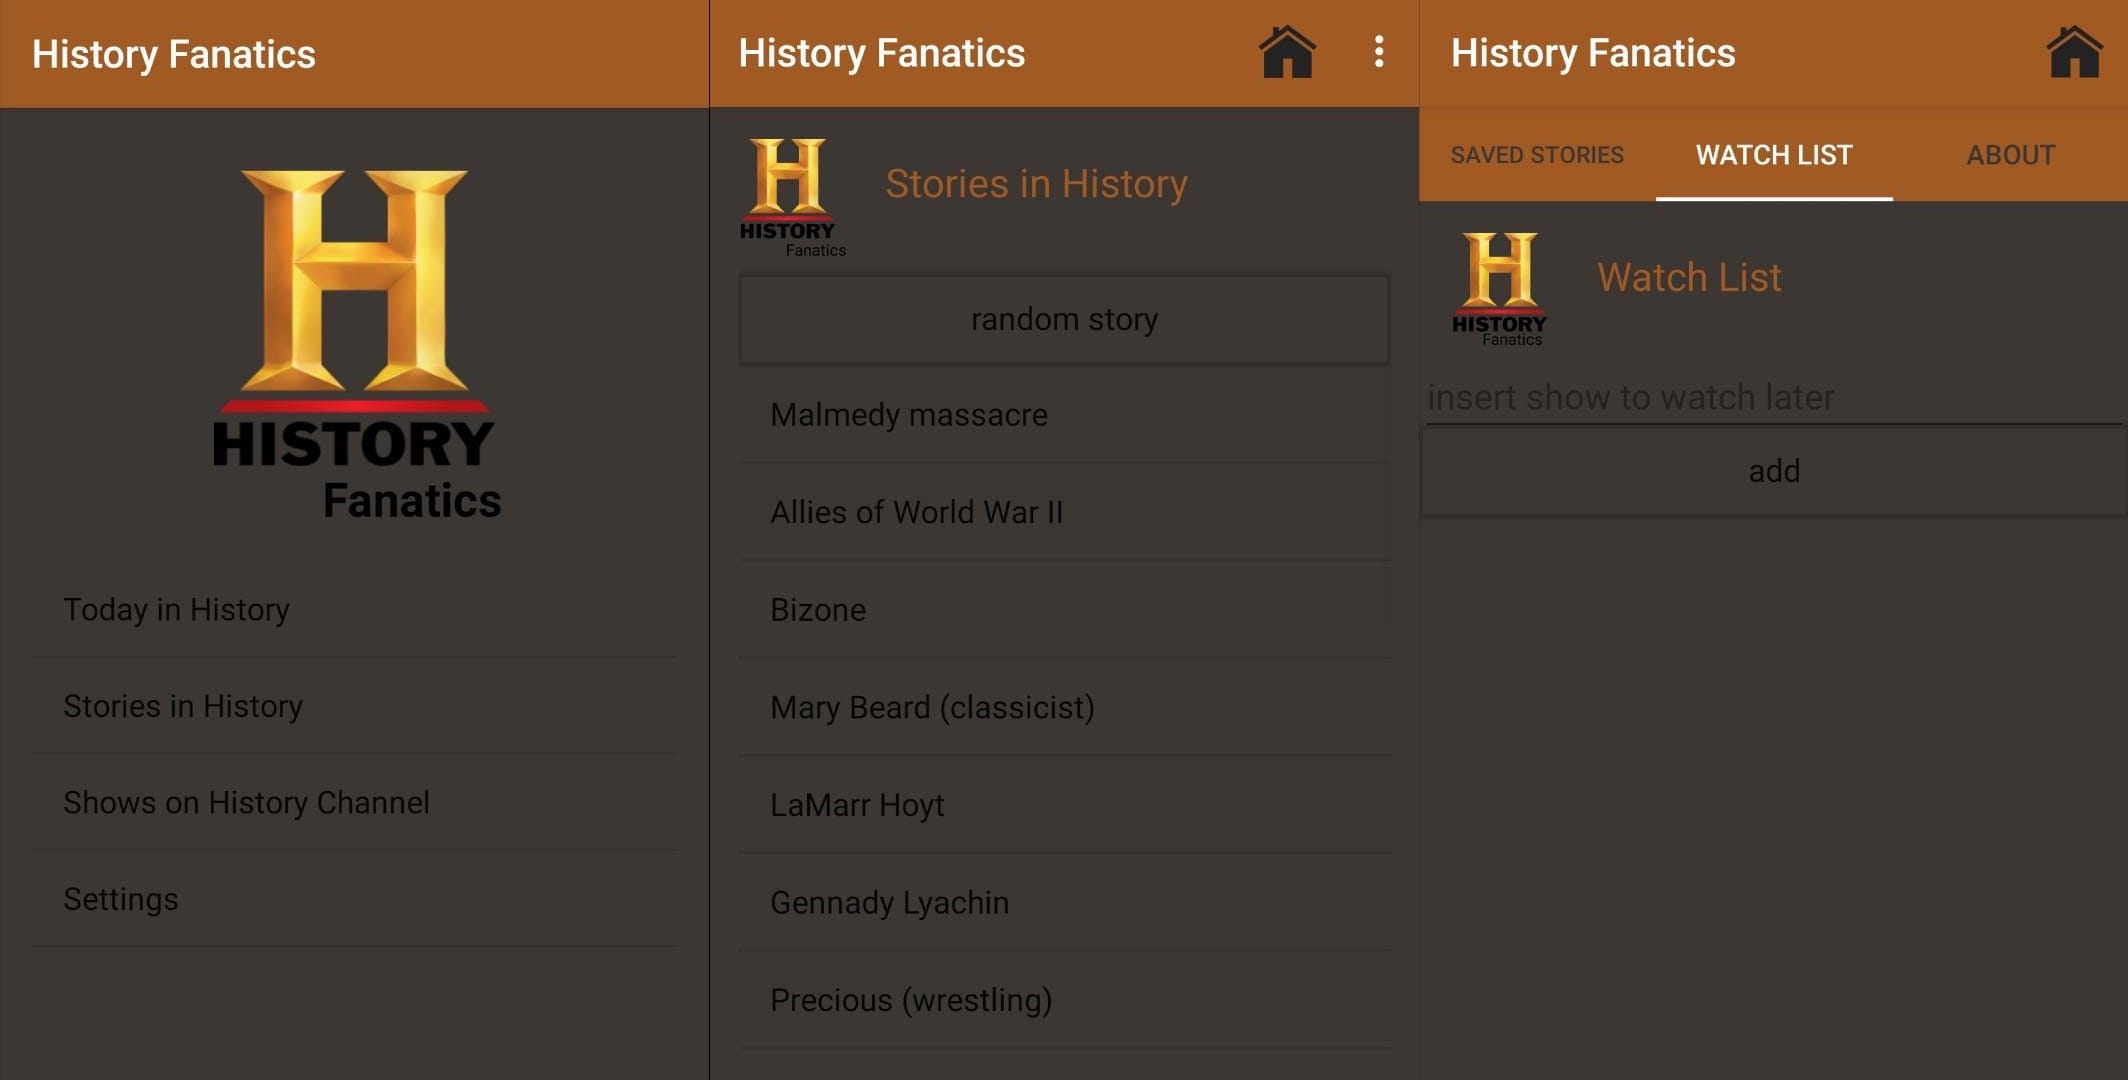 History Fanatics
HISTORY
Fanatics
Today in History
Stories in History
Shows on History Channel
Settings
History Fanatics
HISTORY
Fanatics
Stories in History
random story
Malmedy massacre
Allies of World War II
Bizone
Mary Beard (classicist)
LaMarr Hoyt
Gennady Lyachin
Precious (wrestling)
History Fanatics
SAVED STORIES WATCH LIST ABOUT
HISTORY
Fanatics
Watch List
insert show to watch later
add